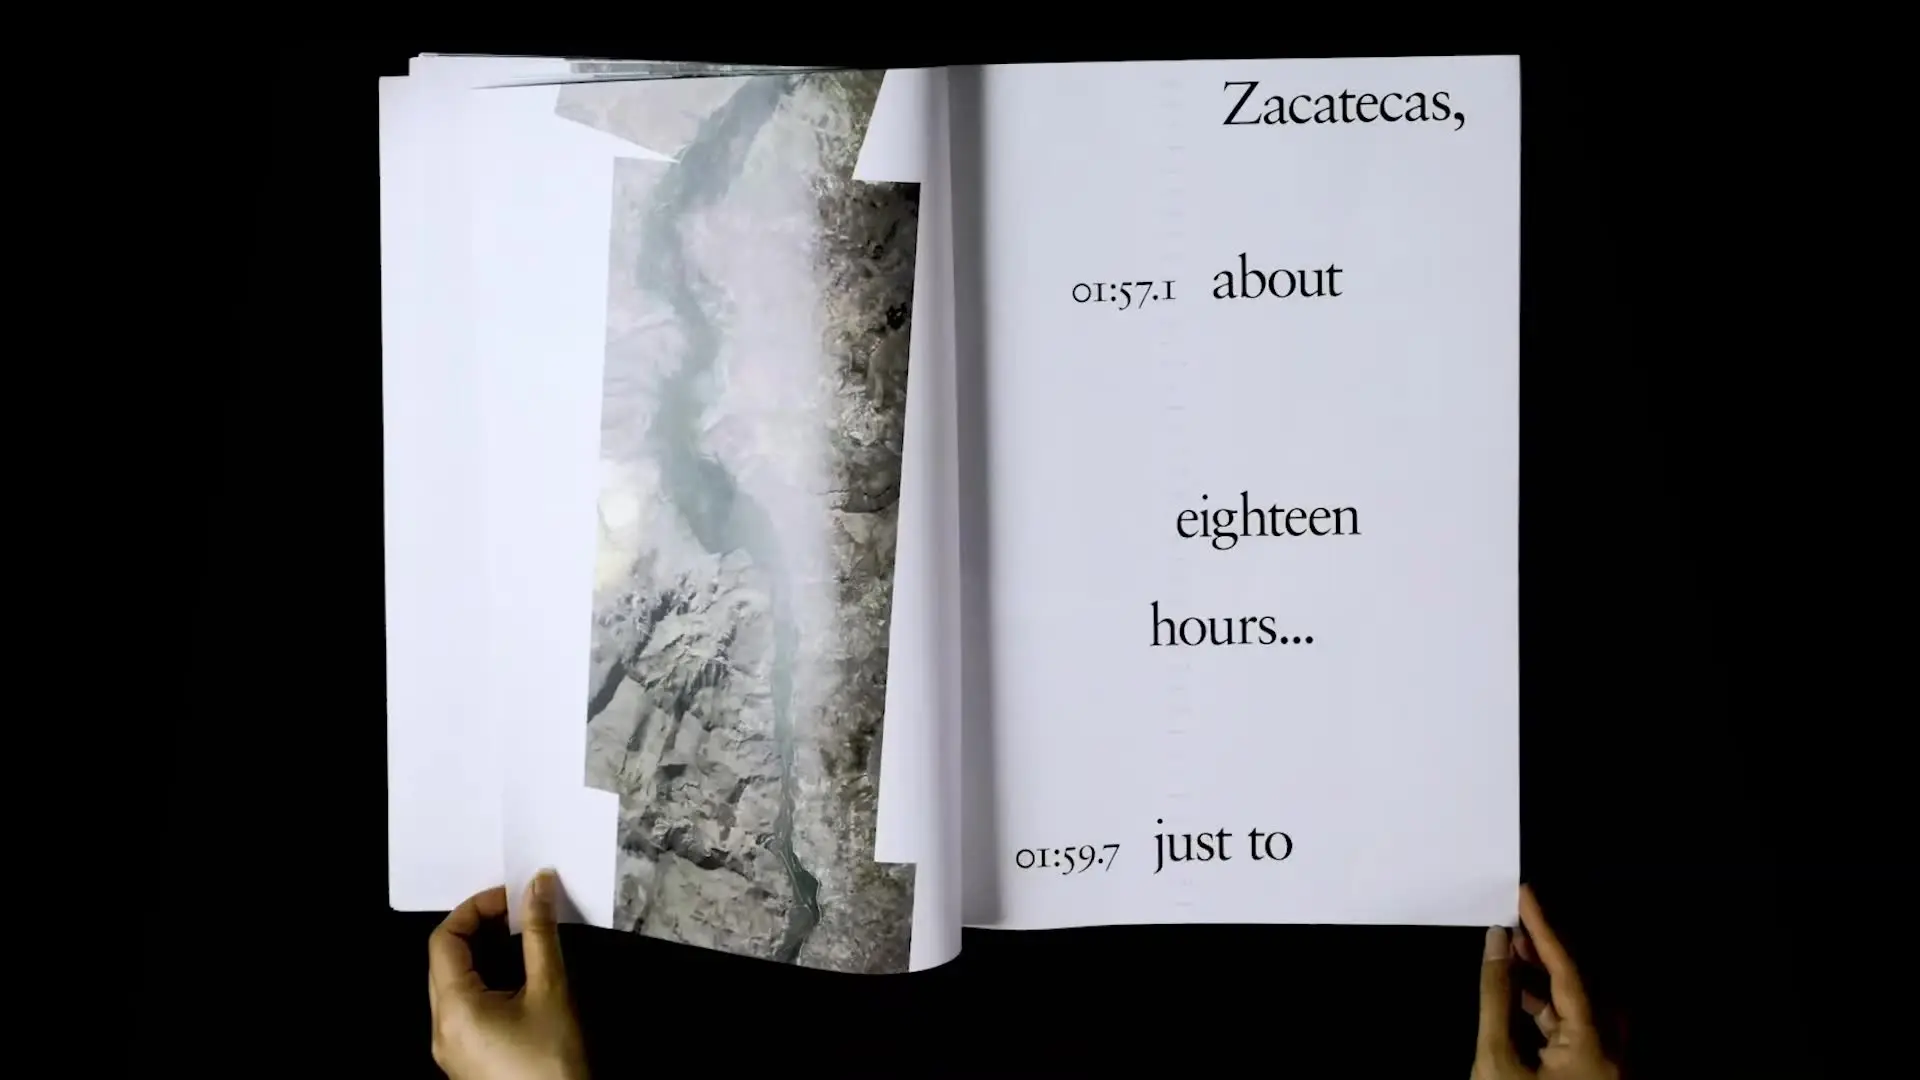 Zacatecas,
01:57.1 about
eighteen
hours...
01:59.7 just to